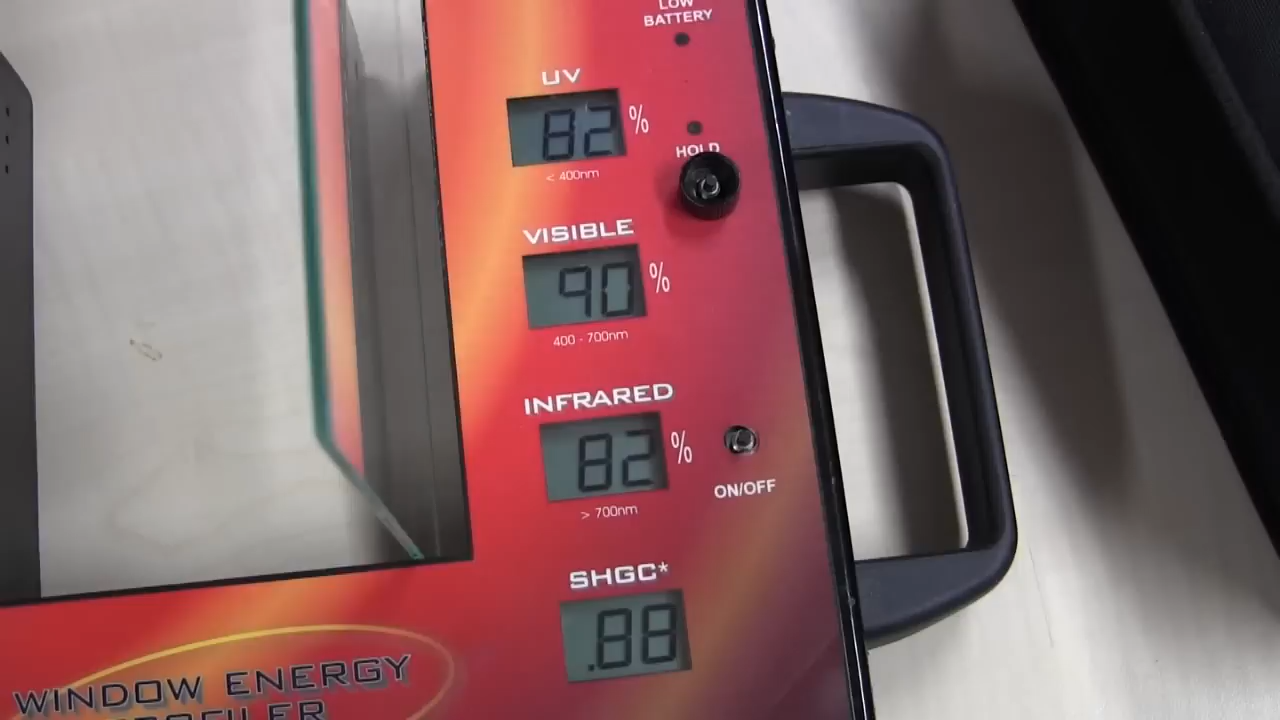 LOW
BATTERY
UV
82 %
< 400nm
HOLD
VISIBLE
90 %
400 - 700nm
INFRARED
82 %
> 700nm
ON/OFF
SHGC*
.88
WINDOW ENERGY